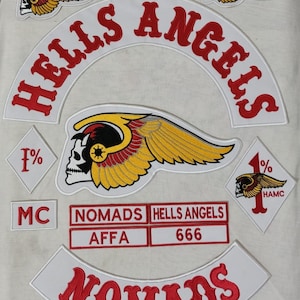 HELLS ANGELS
1%
1%
HAMC
MC
NOMADS HELLS ANGELS
AFFA 666
NOMADS